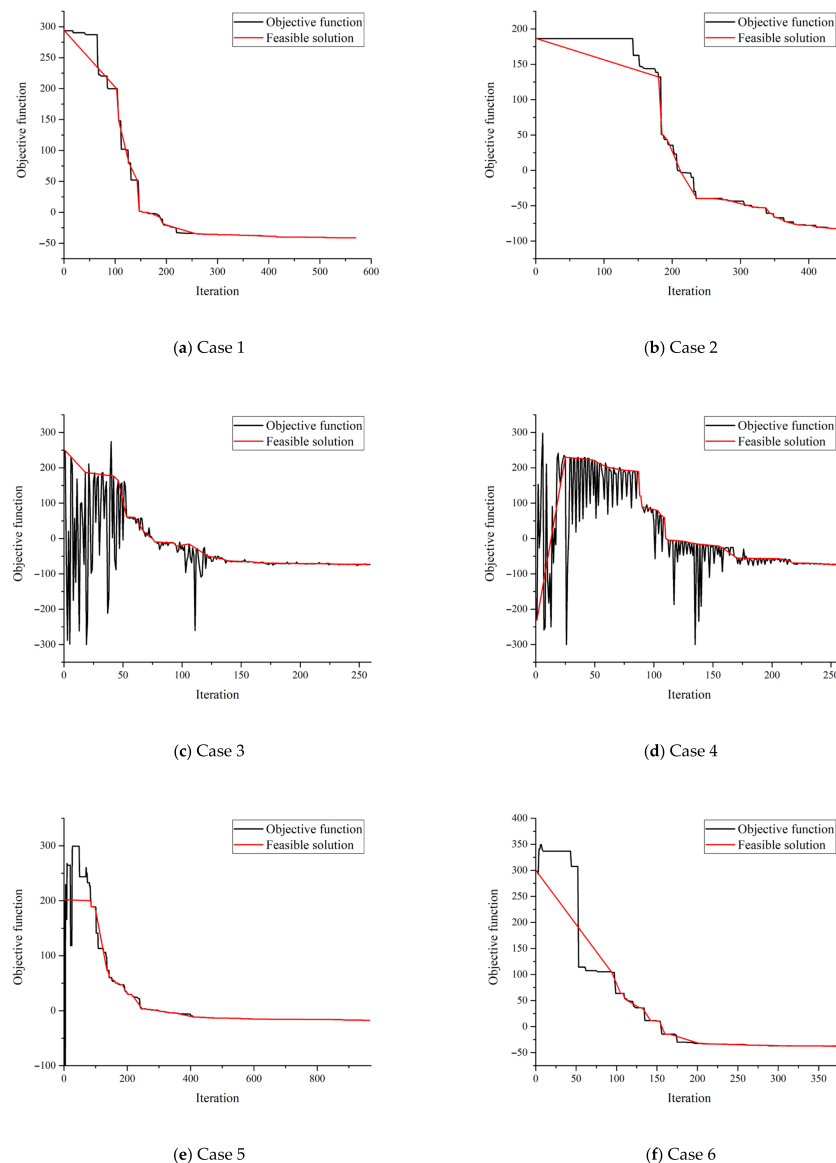 Objective function
Feasible solution
300
250
200
150
100
50
0
−50
0 100 200 300 400 500 600
Objective function
Iteration
(a) Case 1
Objective function
Feasible solution
200
150
100
50
0
−50
−100
0 100 200 300 400
Objective function
Iteration
(b) Case 2
Objective function
Feasible solution
300
200
100
0
−100
−200
−300
0 50 100 150 200 250
Objective function
Iteration
(c) Case 3
Objective function
Feasible solution
300
200
100
0
−100
−200
−300
0 50 100 150 200 250
Objective function
Iteration
(d) Case 4
Objective function
Feasible solution
300
200
100
0
−100
0 200 400 600 800
Objective function
Iteration
(e) Case 5
Objective function
Feasible solution
400
350
300
250
200
150
100
50
0
−50
0 50 100 150 200 250 300 350
Objective function
Iteration
(f) Case 6